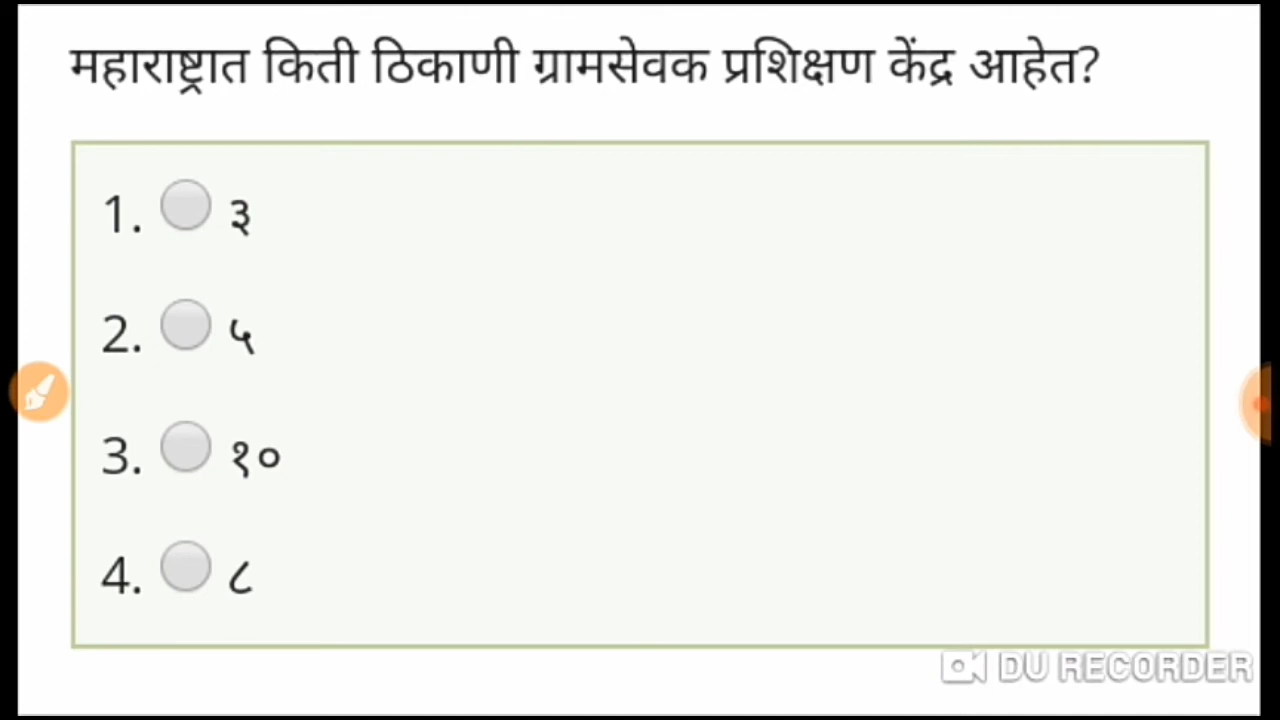 महाराष्ट्रात किती ठिकाणी ग्रामसेवक प्रशिक्षण केंद्र आहेत?
1. ३
2. ५
3. १०
4. ८
DU RECORDER